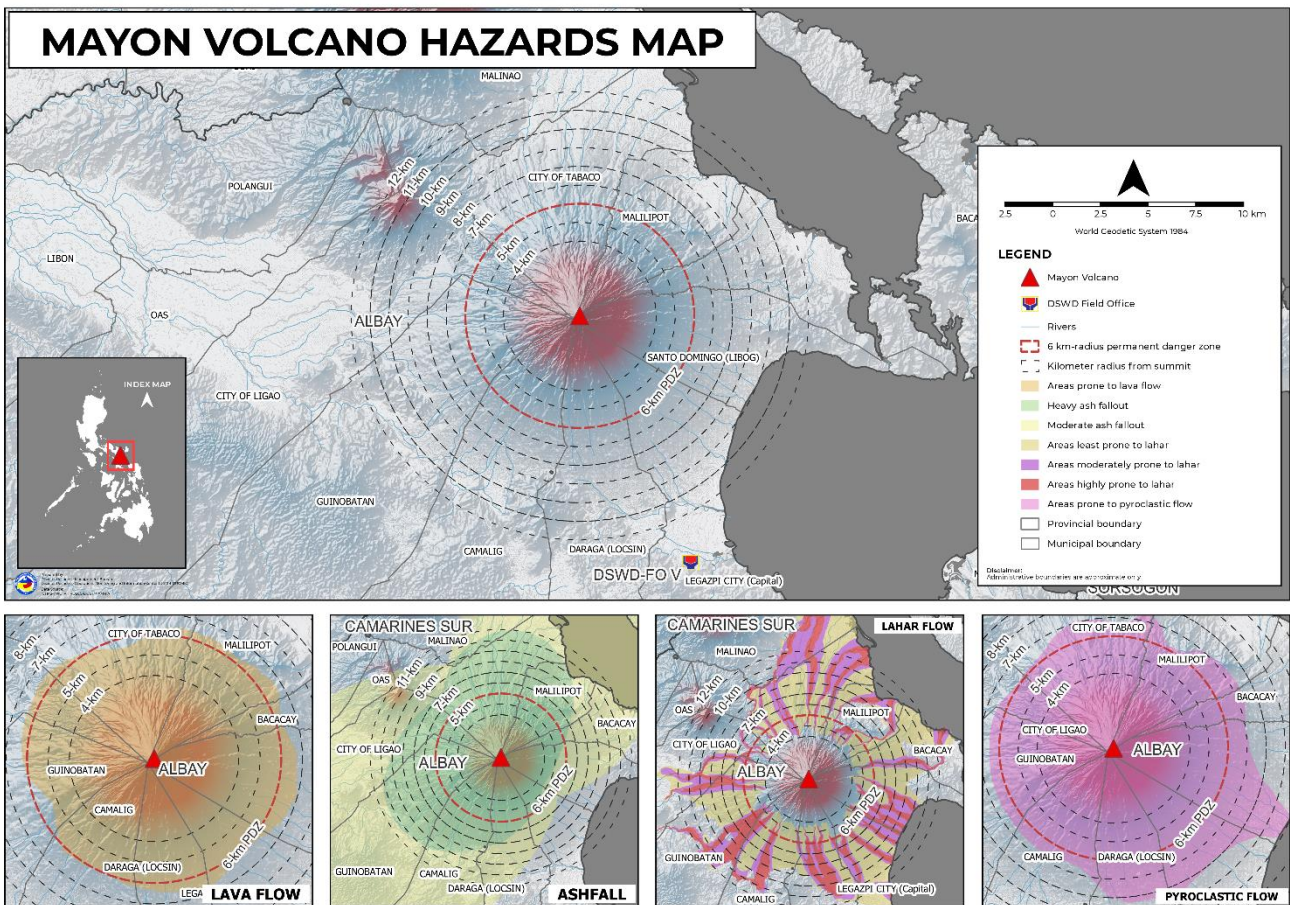 MAYON VOLCANO HAZARDS MAP
MALINAO
POLANGUI
12-km
11-km
10-km
9-km
8-km
7-km
5-km
4-km
CITY OF TABACO
MALILIPOT
LIBON
OAS
ALBAY
SANTO DOMINGO (LIBOG)
6-km PDZ
CITY OF LIGAO
GUINOBATAN
CAMALIG
DARAGA (LOCSIN)
DSWD-FO V
LEGAZPI CITY (Capital)
BACA
SORSOGON
INDEX MAP
2.5 0 2.5 5 7.5 10 km
World Geodetic System 1984
LEGEND
Mayon Volcano
DSWD Field Office
Rivers
6 km-radius permanent danger zone
Kilometer radius from summit
Areas prone to lava flow
Heavy ash fallout
Moderate ash fallout
Areas least prone to lahar
Areas moderately prone to lahar
Areas highly prone to lahar
Areas prone to pyroclastic flow
Provincial boundary
Municipal boundary
Disclaimer:
Administrative boundaries are approximate only
8-km
7-km
5-km
4-km
CITY OF TABACO
MALILIPOT
BACACAY
GUINOBATAN
ALBAY
CAMALIG
6-km PDZ
DARAGA (LOCSIN)
LEGA
LAVA FLOW
CAMARINES SUR
MALINAO
POLANGUI
OAS
11-km
9-km
7-km
5-km
MALILIPOT
BACACAY
CITY OF LIGAO
ALBAY
6-km PDZ
GUINOBATAN
CAMALIG
DARAGA (LOCSIN)
ASHFALL
CAMARINES SUR
LAHAR FLOW
MALINAO
12-km
10-km
7-km
4-km
OAS
MALILIPOT
CITY OF LIGAO
BACACAY
ALBAY
6-km PDZ
GUINOBATAN
LEGAZPI CITY (Capital)
CAMALIG
8-km
7-km
5-km
4-km
CITY OF TABACO
MALILIPOT
BACACAY
CITY OF LIGAO
GUINOBATAN
ALBAY
6-km PDZ
CAMALIG
DARAGA (LOCSIN)
PYROCLASTIC FLOW